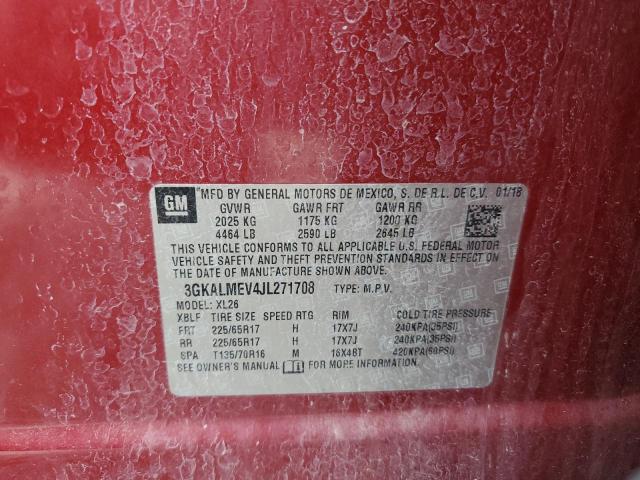 GM MFD BY GENERAL MOTORS DE MEXICO, S. DE R.L. DE C.V. 01/18
GVWR GAWR FRT GAWR RR
2025 KG 1175 KG 1200 KG
4464 LB 2590 LB 2645 LB
THIS VEHICLE CONFORMS TO ALL APPLICABLE U.S. FEDERAL MOTOR
VEHICLE SAFETY AND THEFT PREVENTION STANDARDS IN EFFECT
ON THE DATE OF MANUFACTURE SHOWN ABOVE.
3GKALMEV4JL271708 TYPE: M.P.V.
MODEL: XL26
XBLF TIRE SIZE SPEED RTG RIM COLD TIRE PRESSURE
FRT 225/65R17 H 17X7J 240KPA(35PSI)
RR 225/65R17 H 17X7J 240KPA(35PSI)
SPA T135/70R16 M 16X4BT 420KPA(60PSI)
SEE OWNER'S MANUAL FOR MORE INFORMATION.